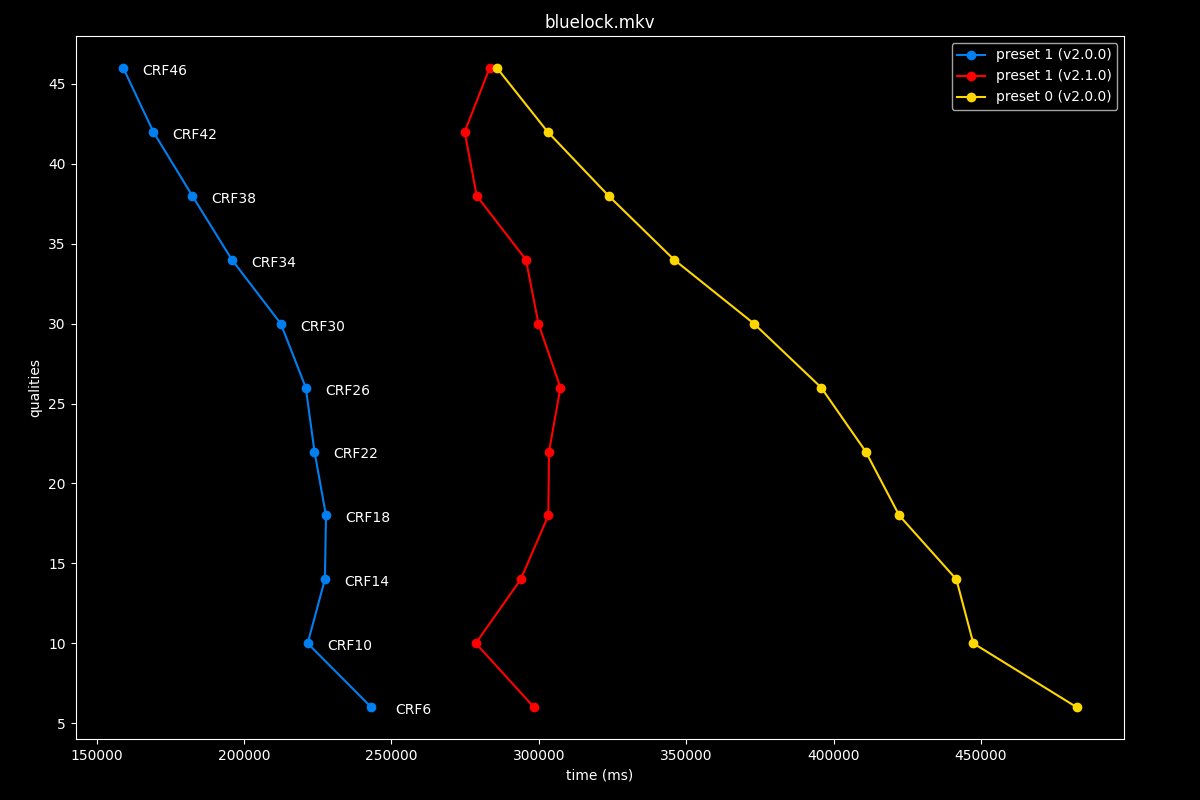 bluelock.mkv
preset 1 (v2.0.0)
preset 1 (v2.1.0)
preset 0 (v2.0.0)
CRF46
CRF42
CRF38
CRF34
CRF30
CRF26
CRF22
CRF18
CRF14
CRF10
CRF6
45
40
35
30
25
20
15
10
5
qualities
150000 200000 250000 300000 350000 400000 450000
time (ms)